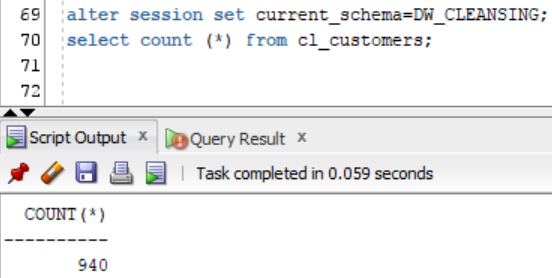 69 alter session set current_schema=DW_CLEANSING;
70 select count (*) from cl_customers;
71
72
Script Output x Query Result x
Task completed in 0.059 seconds
COUNT(*)
----------
940